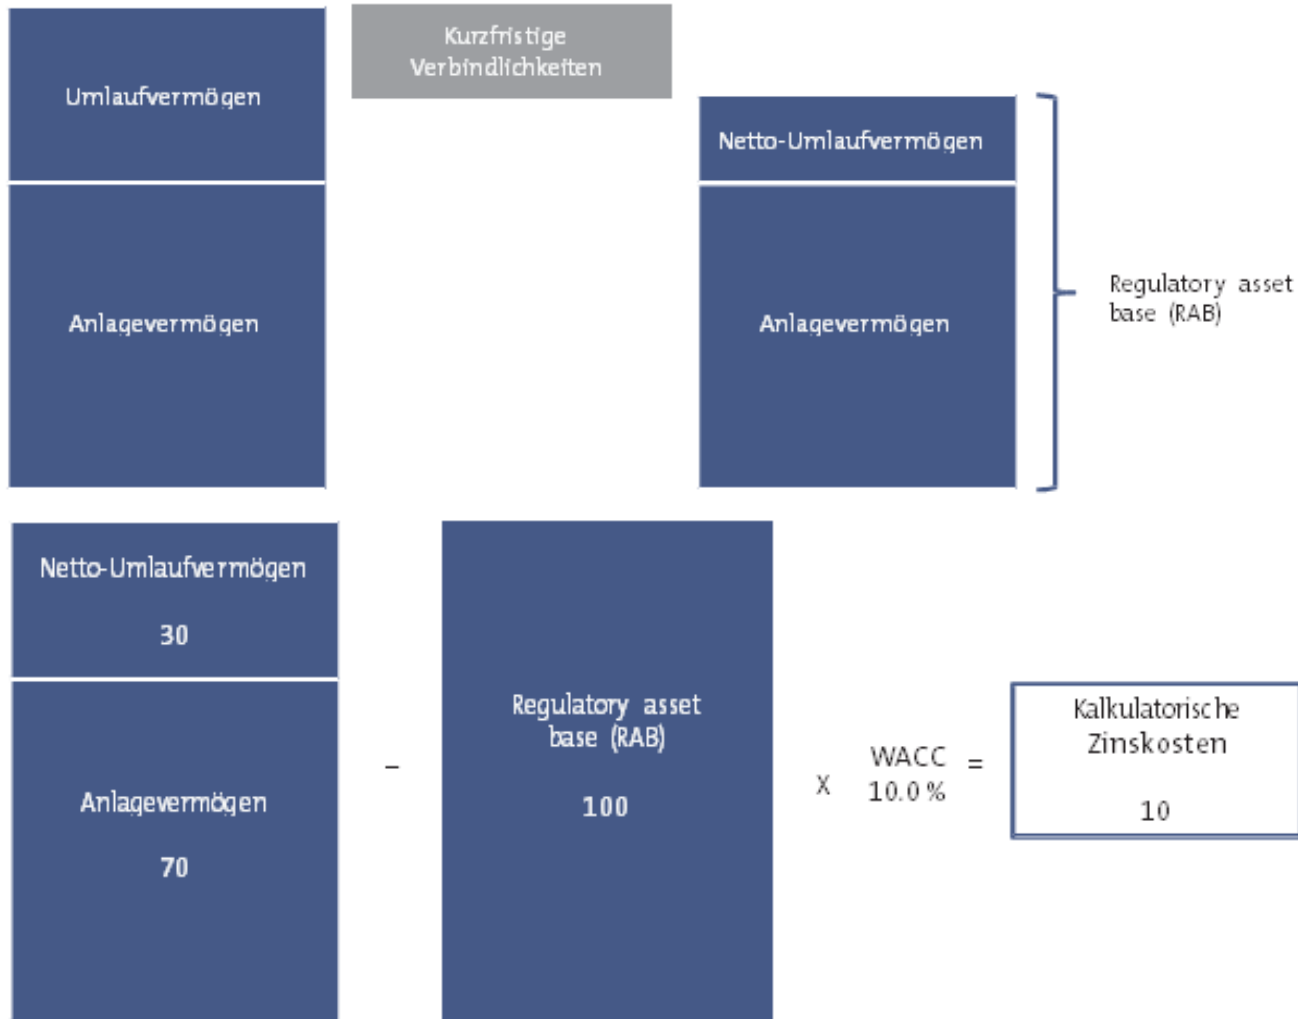 Kurzfristige
Verbindlichkeiten
Umlaufvermögen
Netto-Umlaufvermögen
Anlagevermögen
Anlagevermögen
Regulatory asset
base (RAB)
Netto-Umlaufvermögen
30
Anlagevermögen
70
–
Regulatory asset
base (RAB)
100
X
WACC
10.0 %
=
Kalkulatorische
Zinskosten
10